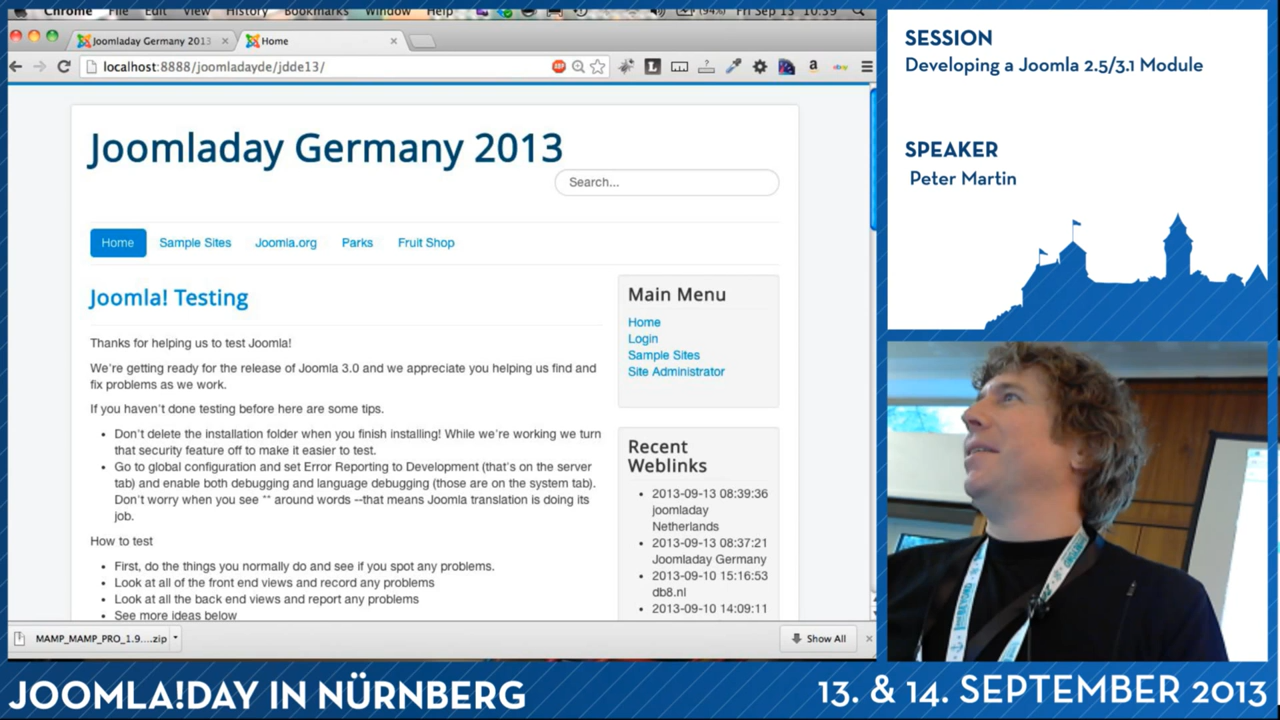 Chrome File Edit View History Bookmarks Window Help (94%) Fri Sep 13 10:39
Joomladay Germany 2013 × Home ×
localhost:8888/joomladayde/jdde13/
Joomladay Germany 2013
Search...
Home Sample Sites Joomla.org Parks Fruit Shop
Joomla! Testing
Thanks for helping us to test Joomla!
We're getting ready for the release of Joomla 3.0 and we appreciate you helping us find and
fix problems as we work.
If you haven't done testing before here are some tips.
• Don't delete the installation folder when you finish installing! While we're working we turn
that security feature off to make it easier to test.
• Go to global configuration and set Error Reporting to Development (that's on the server
tab) and enable both debugging and language debugging (those are on the system tab).
Don't worry when you see ** around words --that means Joomla translation is doing its
job.
How to test
• First, do the things you normally do and see if you spot any problems.
• Look at all of the front end views and record any problems
• Look at all the back end views and report any problems
• See more ideas below
Main Menu
Home
Login
Sample Sites
Site Administrator
Recent
Weblinks
• 2013-09-13 08:39:36
joomladay
Netherlands
• 2013-09-13 08:37:21
Joomladay Germany
• 2013-09-10 15:16:53
db8.nl
• 2013-09-10 14:09:11
MAMP_MAMP_PRO_1.9....zip
Show All ×
SESSION
Developing a Joomla 2.5/3.1 Module
SPEAKER
Peter Martin
JOOMLA!DAY IN NÜRNBERG
13. & 14. SEPTEMBER 2013